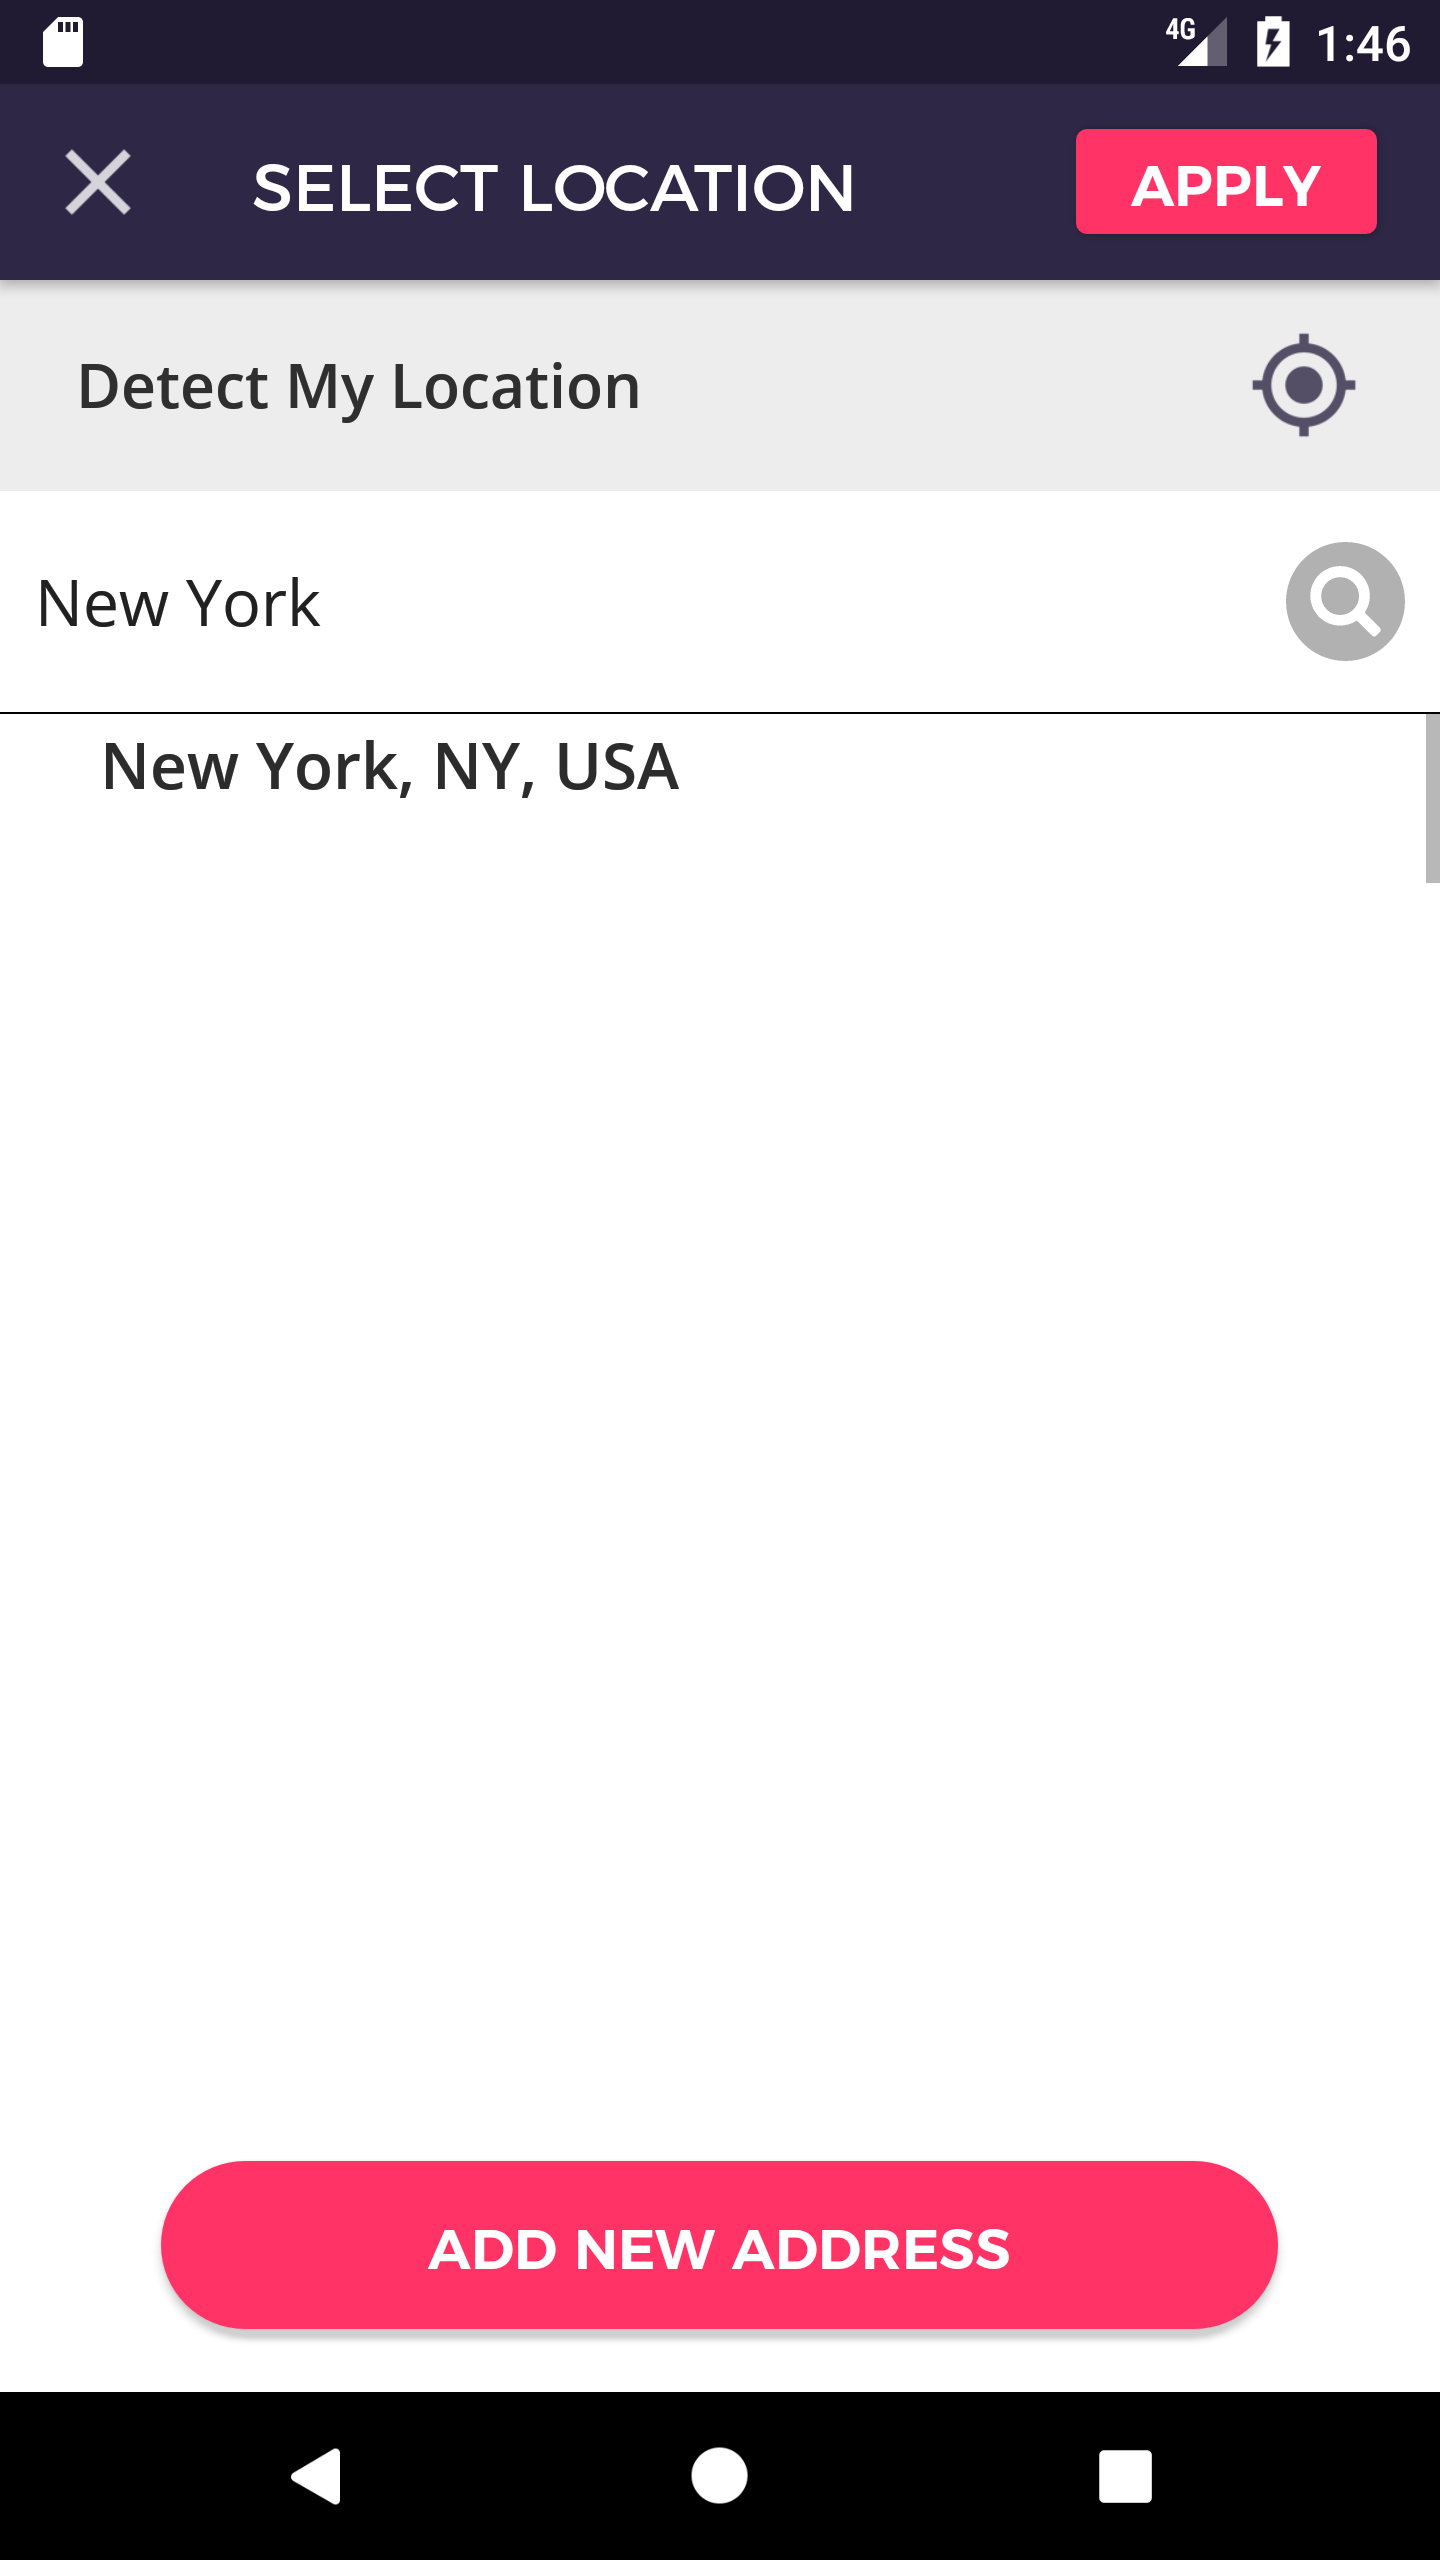 4G 1:46
SELECT LOCATION APPLY
Detect My Location
New York
New York, NY, USA
ADD NEW ADDRESS